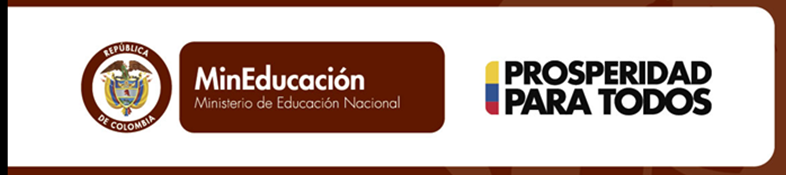 REPÚBLICA
DE COLOMBIA
MinEducación
Ministerio de Educación Nacional
PROSPERIDAD
PARA TODOS